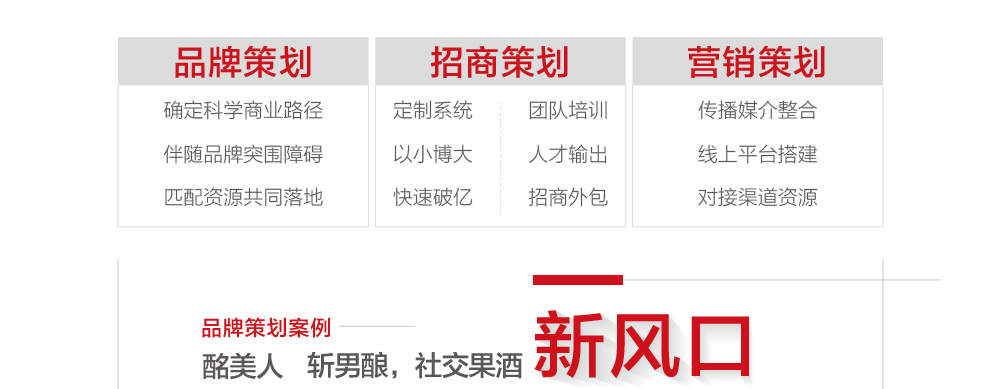 品牌策划
确定科学商业路径
伴随品牌突围障碍
匹配资源共同落地
招商策划
定制系统
以小博大
快速破亿
团队培训
人才输出
招商外包
营销策划
传播媒介整合
线上平台搭建
对接渠道资源
品牌策划案例
酩美人 斩男酿，社交果酒
新风口